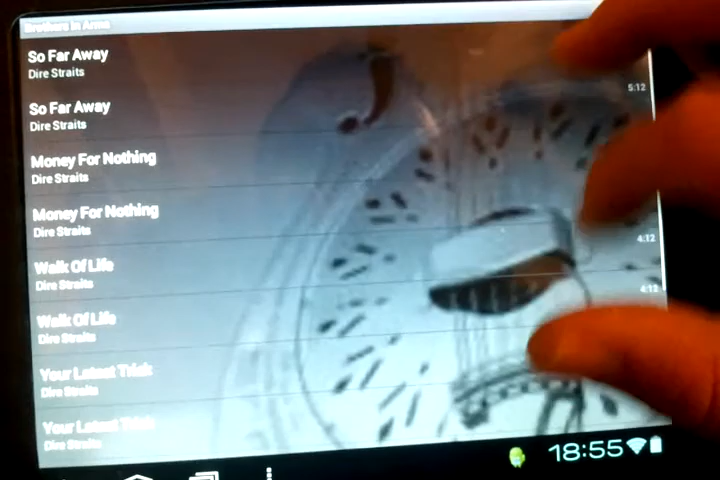 Brothers In Arms
So Far Away
Dire Straits
5:12
So Far Away
Dire Straits
Money For Nothing
Dire Straits
Money For Nothing
Dire Straits
4:12
Walk Of Life
Dire Straits
4:12
Walk Of Life
Dire Straits
Your Latest Trick
Dire Straits
Your Latest Trick
Dire Straits
18:55